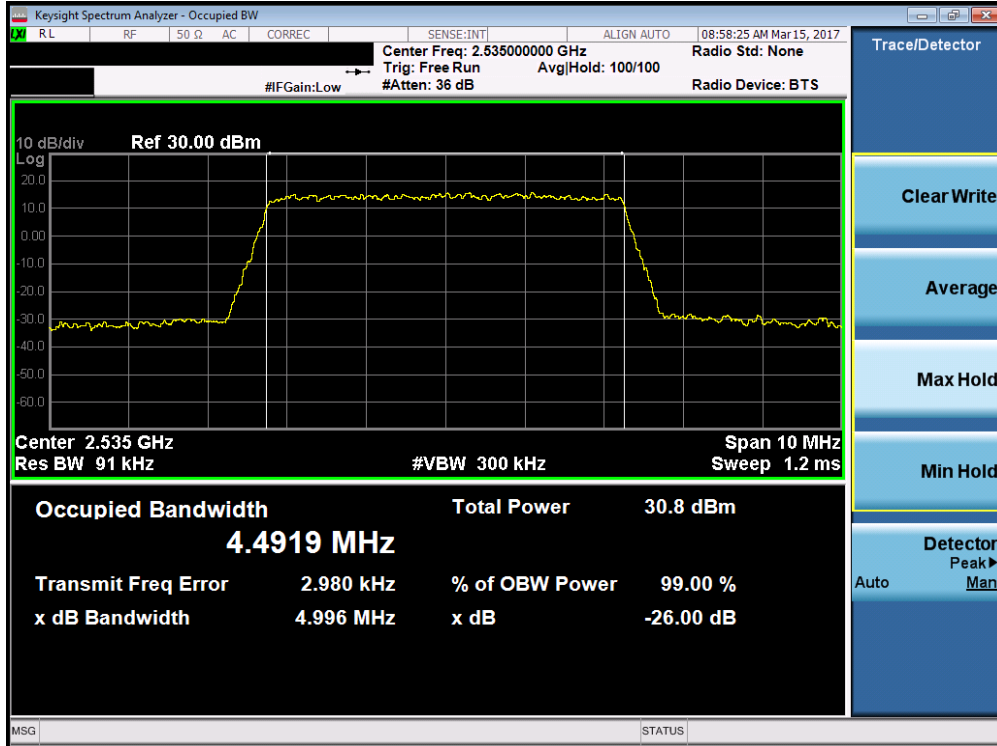 Keysight Spectrum Analyzer - Occupied BW
LXI RL RF 50 Ω AC CORREC SENSE:INT ALIGN AUTO 08:58:25 AM Mar 15, 2017
Center Freq: 2.535000000 GHz Radio Std: None
Trig: Free Run Avg|Hold: 100/100
#IFGain:Low #Atten: 36 dB Radio Device: BTS
Trace/Detector
10 dB/div Ref 30.00 dBm
Log
20.0
10.0
0.00
-10.0
-20.0
-30.0
-40.0
-50.0
-60.0
Center 2.535 GHz Span 10 MHz
Res BW 91 kHz #VBW 300 kHz Sweep 1.2 ms
Occupied Bandwidth Total Power 30.8 dBm
4.4919 MHz
Transmit Freq Error 2.980 kHz % of OBW Power 99.00 %
x dB Bandwidth 4.996 MHz x dB -26.00 dB
Clear Write
Average
Max Hold
Min Hold
Detector
Peak▶
Auto Man
MSG STATUS